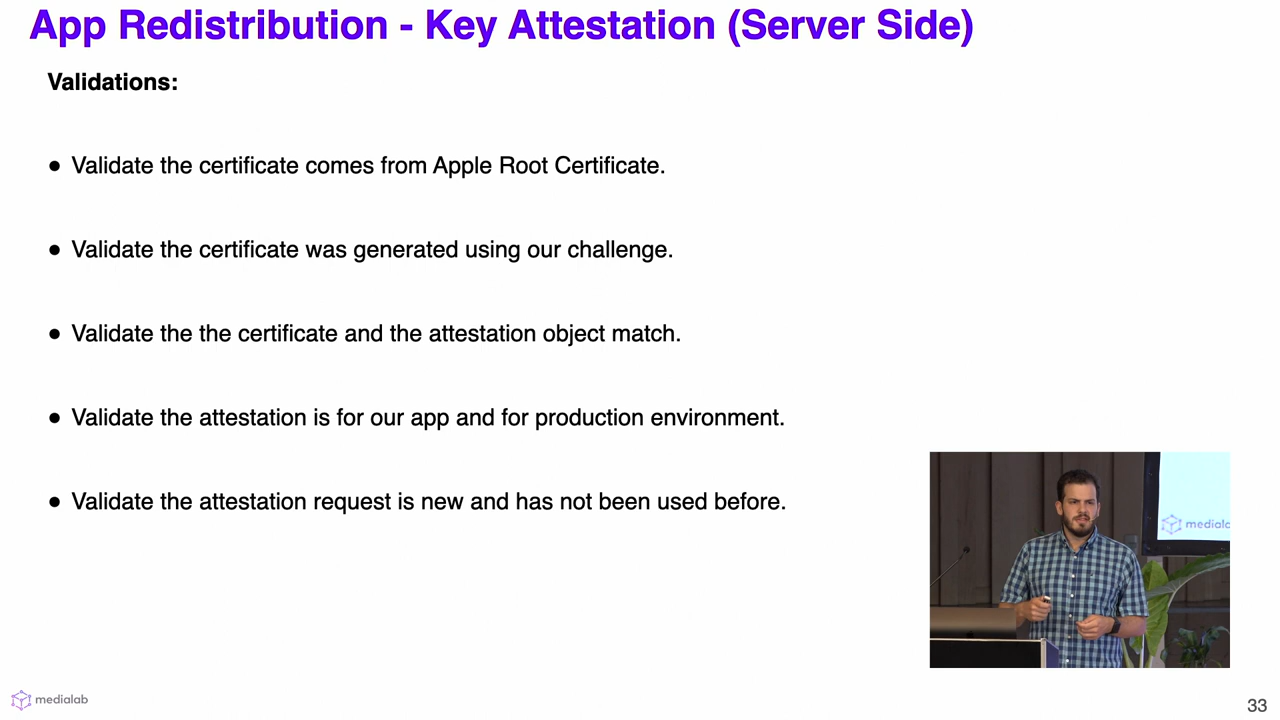 App Redistribution - Key Attestation (Server Side)
Validations:
● Validate the certificate comes from Apple Root Certificate.
● Validate the certificate was generated using our challenge.
● Validate the the certificate and the attestation object match.
● Validate the attestation is for our app and for production environment.
● Validate the attestation request is new and has not been used before.
medialab
medialab
33